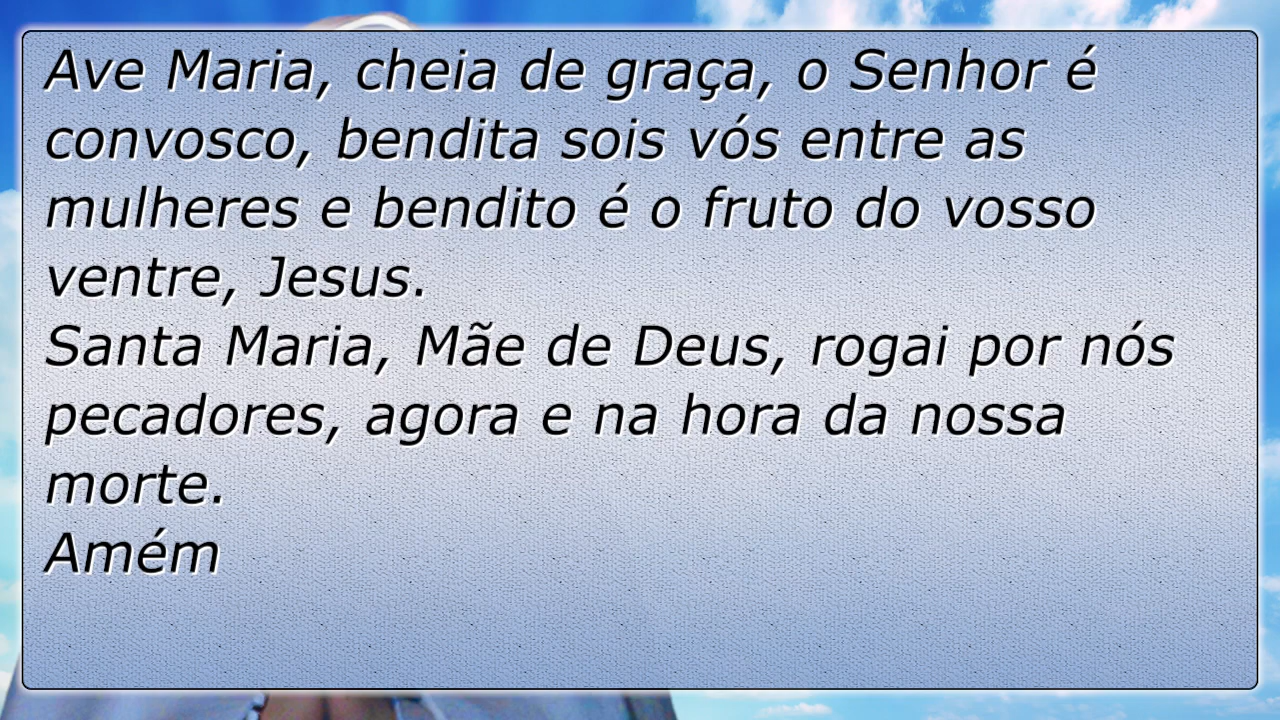 Ave Maria, cheia de graça, o Senhor é
convosco, bendita sois vós entre as
mulheres e bendito é o fruto do vosso
ventre, Jesus.
Santa Maria, Mãe de Deus, rogai por nós
pecadores, agora e na hora da nossa
morte.
Amém